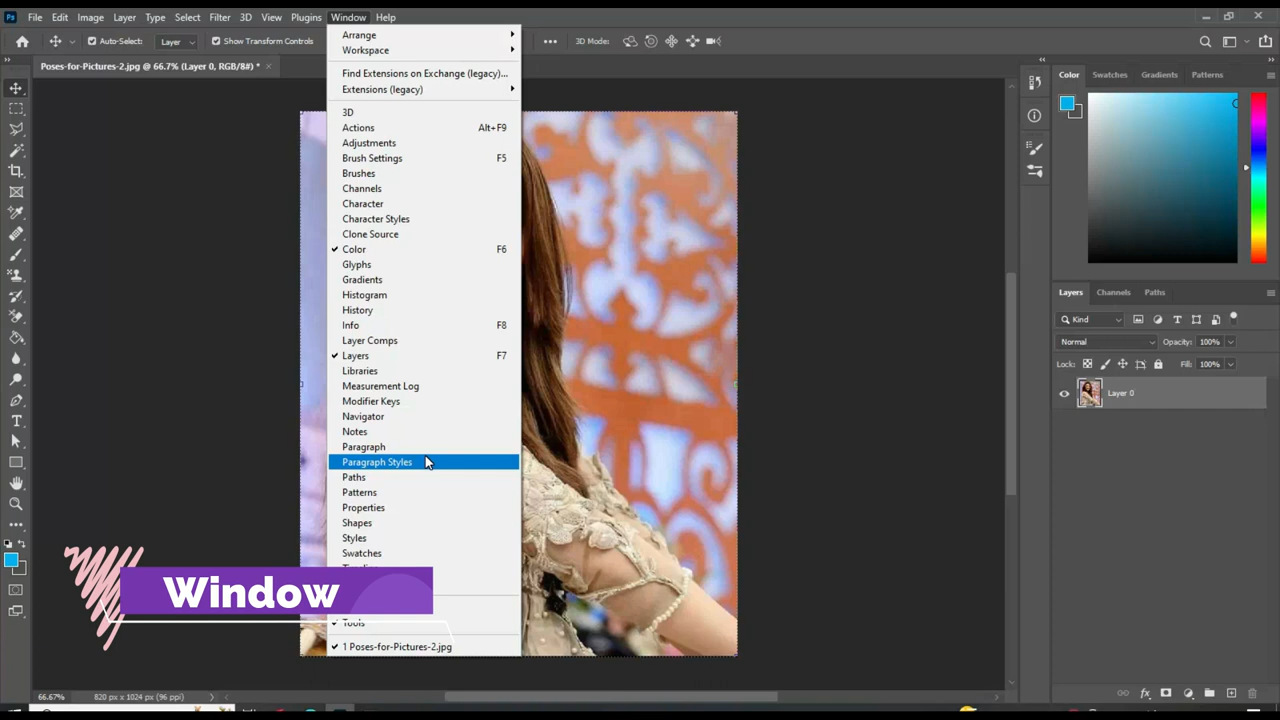 Ps File Edit Image Layer Type Select Filter 3D View Plugins Window Help
Auto-Select: Layer Show Transform Controls ••• 3D Mode:
Poses-for-Pictures-2.jpg @ 66.7% (Layer 0, RGB/8#) * ×
Arrange
Workspace
Find Extensions on Exchange (legacy)...
Extensions (legacy)
3D
Actions Alt+F9
Adjustments
Brush Settings F5
Brushes
Channels
Character
Character Styles
Clone Source
Color F6
Glyphs
Gradients
Histogram
History
Info F8
Layer Comps
Layers F7
Libraries
Measurement Log
Modifier Keys
Navigator
Notes
Paragraph
Paragraph Styles
Paths
Patterns
Properties
Shapes
Styles
Swatches
Tools
1 Poses-for-Pictures-2.jpg
Window
Color Swatches Gradients Patterns
Layers Channels Paths
Kind
Normal Opacity: 100%
Lock: Fill: 100%
Layer 0
66.67% 820 px x 1024 px (96 ppi)